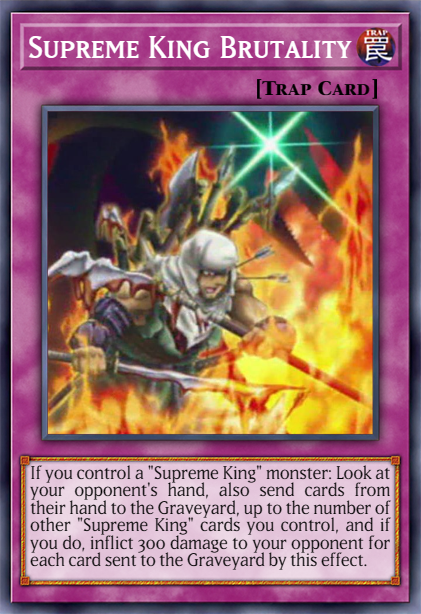 Supreme King Brutality
TRAP
罠
[Trap Card]
If you control a "Supreme King" monster: Look at
your opponent's hand, also send cards from
their hand to the Graveyard, up to the number of
other "Supreme King" cards you control, and if
you do, inflict 300 damage to your opponent for
each card sent to the Graveyard by this effect.